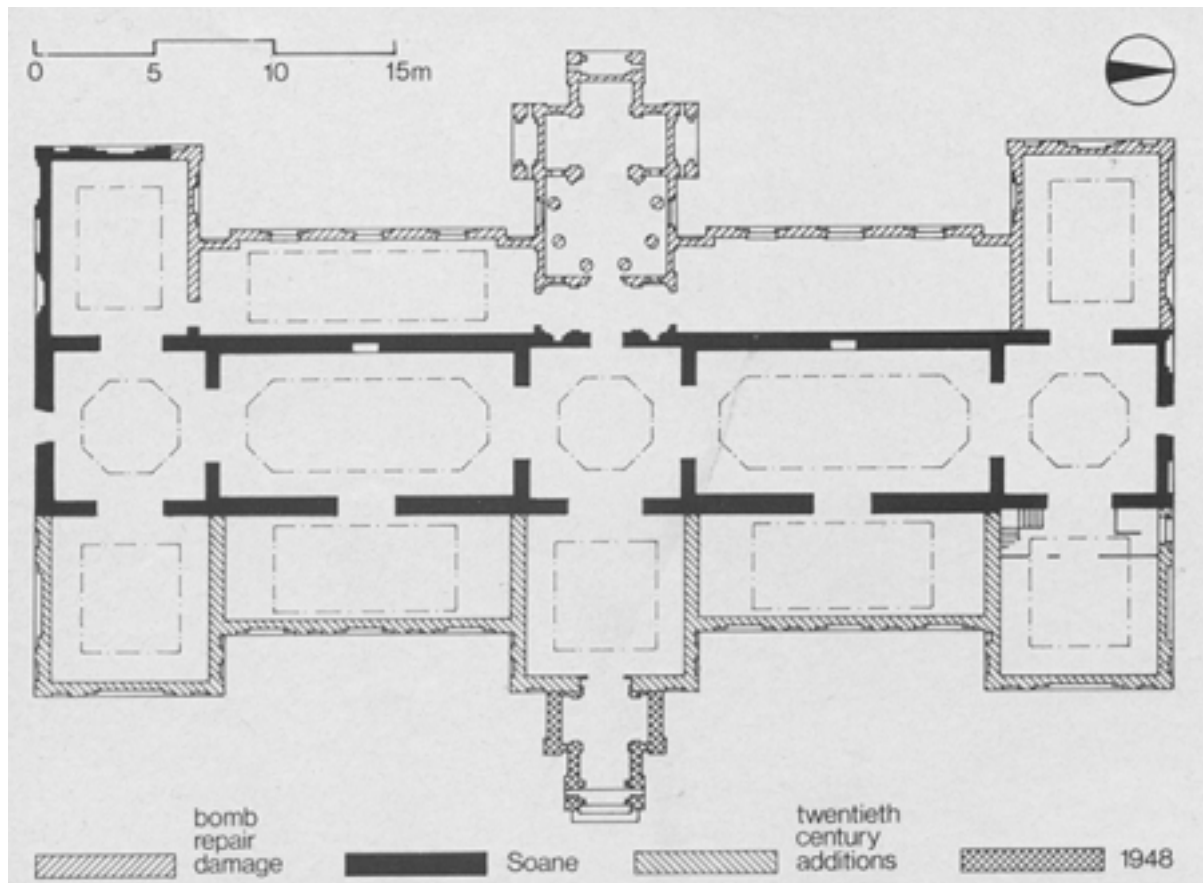 0 5 10 15m
bomb
repair
damage
Soane
twentieth
century
additions
1948